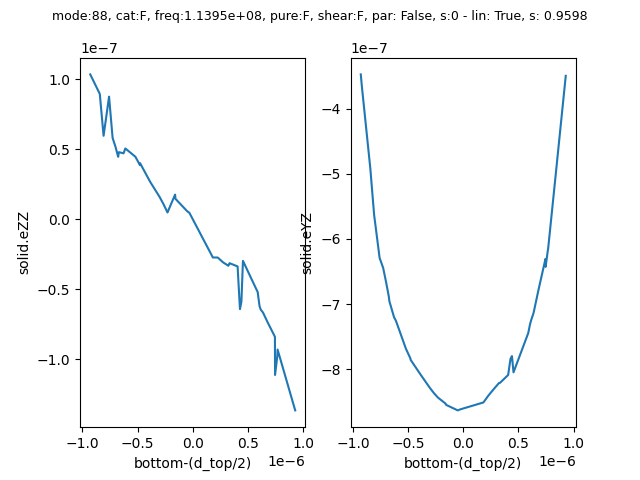 mode:88, cat:F, freq:1.1395e+08, pure:F, shear:F, par: False, s:0 - lin: True, s: 0.9598
1e−7
1.0
0.5
0.0
−0.5
−1.0
solid.eZZ
−1.0
−0.5
0.0
0.5
1.0
bottom-(d_top/2)
1e−6
1e−7
−4
−5
−6
−7
−8
solid.eYZ
−1.0
−0.5
0.0
0.5
1.0
bottom-(d_top/2)
1e−6